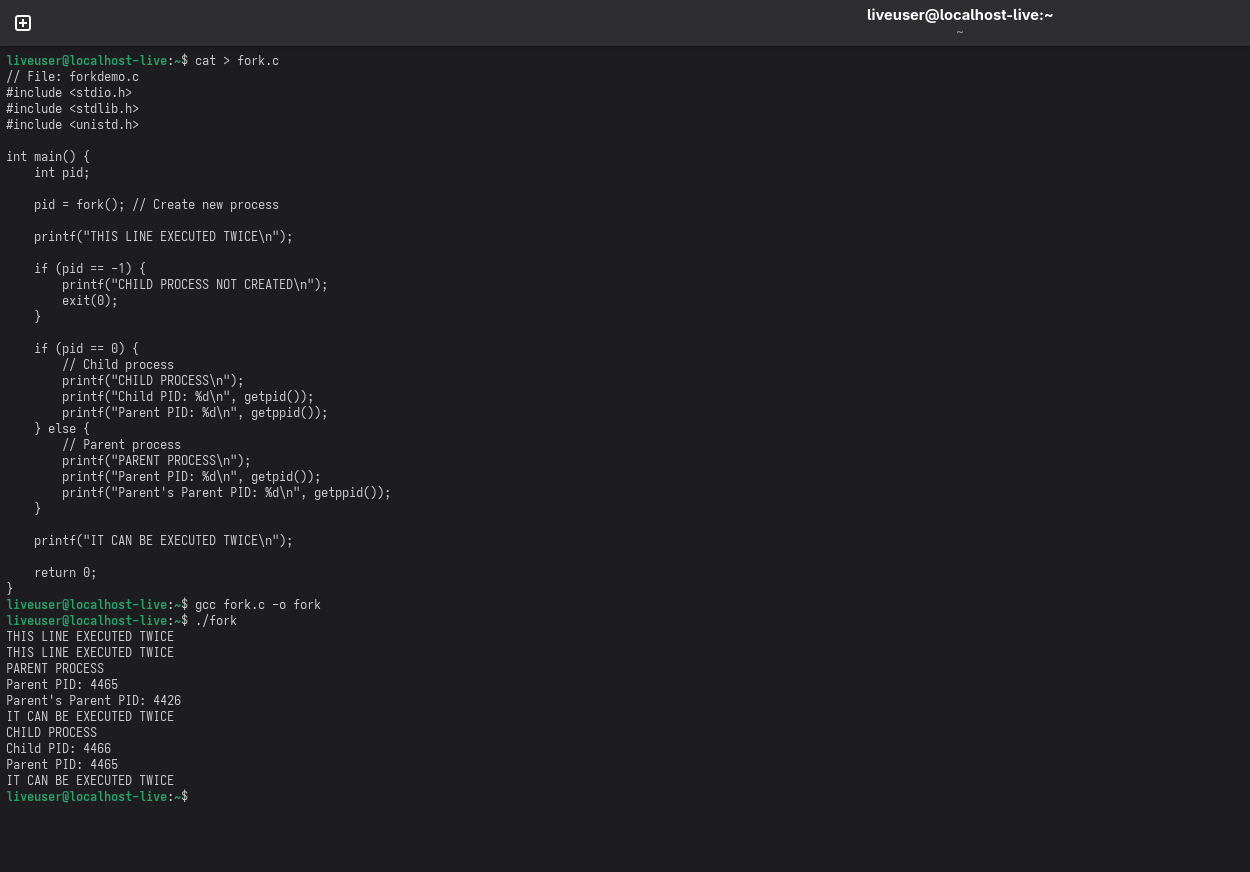 liveuser@localhost-live:~
~
liveuser@localhost-live:~$ cat > fork.c
// File: forkdemo.c
#include <stdio.h>
#include <stdlib.h>
#include <unistd.h>

int main() {
    int pid;

    pid = fork(); // Create new process

    printf("THIS LINE EXECUTED TWICE\n");

    if (pid == -1) {
        printf("CHILD PROCESS NOT CREATED\n");
        exit(0);
    }

    if (pid == 0) {
        // Child process
        printf("CHILD PROCESS\n");
        printf("Child PID: %d\n", getpid());
        printf("Parent PID: %d\n", getppid());
    } else {
        // Parent process
        printf("PARENT PROCESS\n");
        printf("Parent PID: %d\n", getpid());
        printf("Parent's Parent PID: %d\n", getppid());
    }

    printf("IT CAN BE EXECUTED TWICE\n");

    return 0;
}
liveuser@localhost-live:~$ gcc fork.c -o fork
liveuser@localhost-live:~$ ./fork
THIS LINE EXECUTED TWICE
THIS LINE EXECUTED TWICE
PARENT PROCESS
Parent PID: 4465
Parent's Parent PID: 4426
IT CAN BE EXECUTED TWICE
CHILD PROCESS
Child PID: 4466
Parent PID: 4465
IT CAN BE EXECUTED TWICE
liveuser@localhost-live:~$